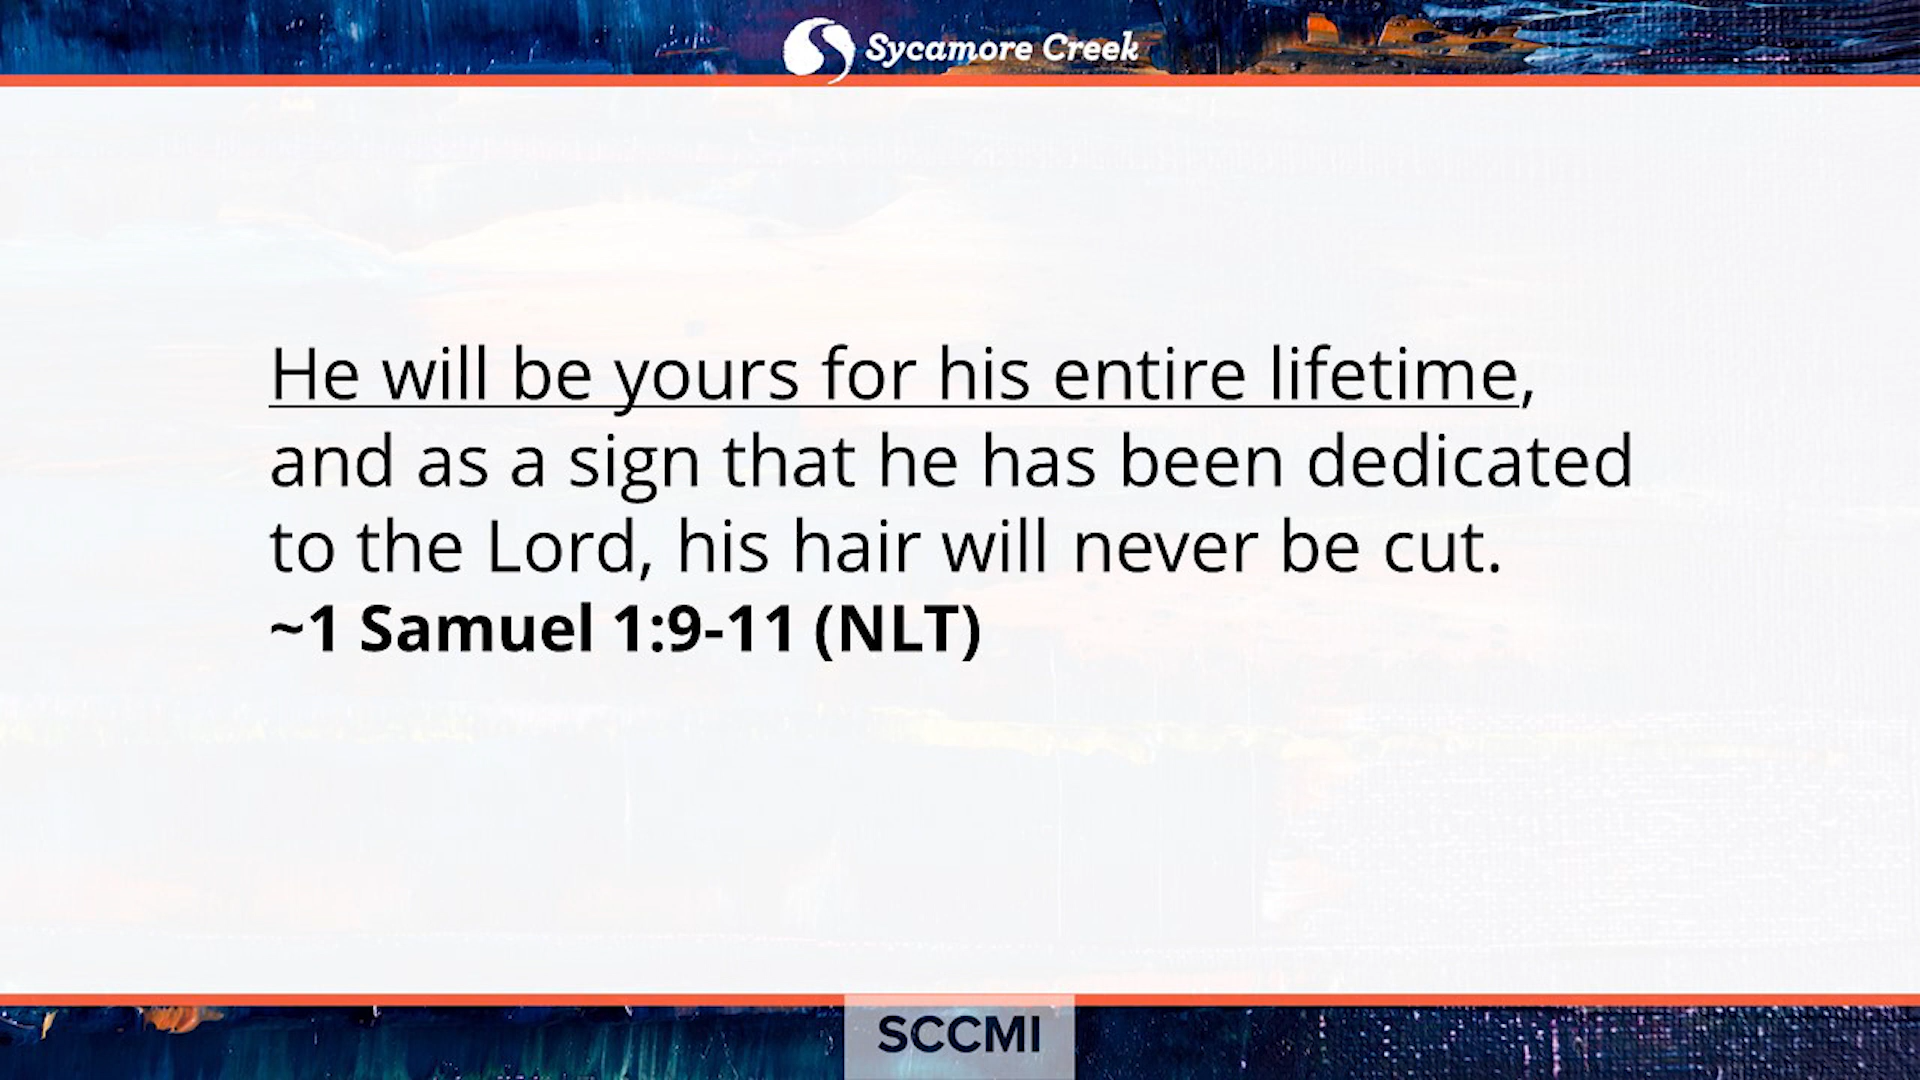 Sycamore Creek
He will be yours for his entire lifetime,
and as a sign that he has been dedicated
to the Lord, his hair will never be cut.
~1 Samuel 1:9-11 (NLT)
SCCMI